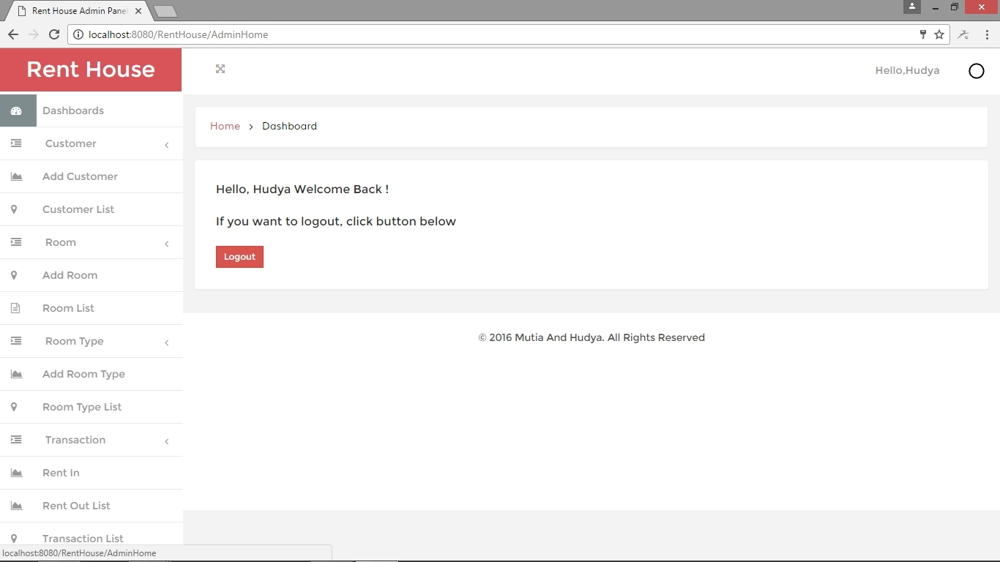 Rent House Admin Pane
localhost:8080/RentHouse/AdminHome
Rent House
Hello,Hudya
Dashboards
Customer
Add Customer
Customer List
Room
Add Room
Room List
Room Type
Add Room Type
Room Type List
Transaction
Rent In
Rent Out List
Transaction List
Home > Dashboard
Hello, Hudya Welcome Back !
If you want to logout, click button below
Logout
© 2016 Mutia And Hudya. All Rights Reserved
localhost:8080/RentHouse/AdminHome